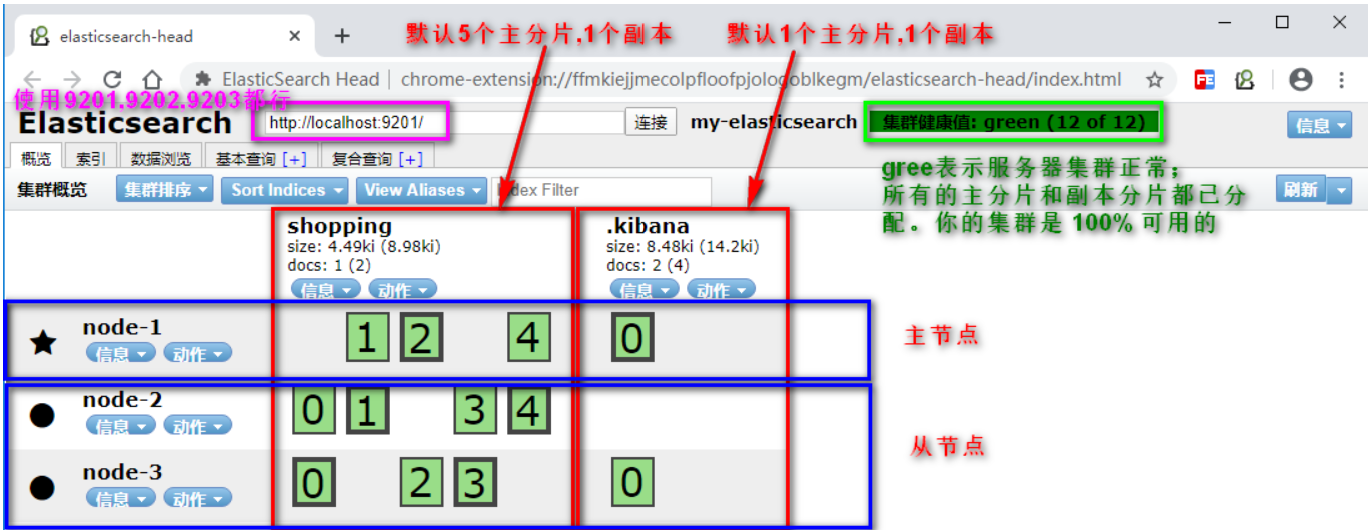 elasticsearch-head
默认5个主分片,1个副本
默认1个主分片,1个副本
ElasticSearch Head | chrome-extension://ffmkiejjmecolpfloofpjologoblkegm/elasticsearch-head/index.html
使用9201.9202.9203都行
Elasticsearch http://localhost:9201/ 连接 my-elasticsearch 集群健康值: green (12 of 12) 信息
概览 索引 数据浏览 基本查询 [+] 复合查询 [+]
gree表示服务器集群正常；
所有的主分片和副本分片都已分
配。你的集群是 100% 可用的
集群概览 集群排序 Sort Indices View Aliases Index Filter 刷新
shopping
size: 4.49ki (8.98ki)
docs: 1 (2)
信息 动作
.kibana
size: 8.48ki (14.2ki)
docs: 2 (4)
信息 动作
node-1
信息 动作
1 2 4 0
主节点
node-2
信息 动作
0 1 3 4
node-3
信息 动作
0 2 3 0
从节点